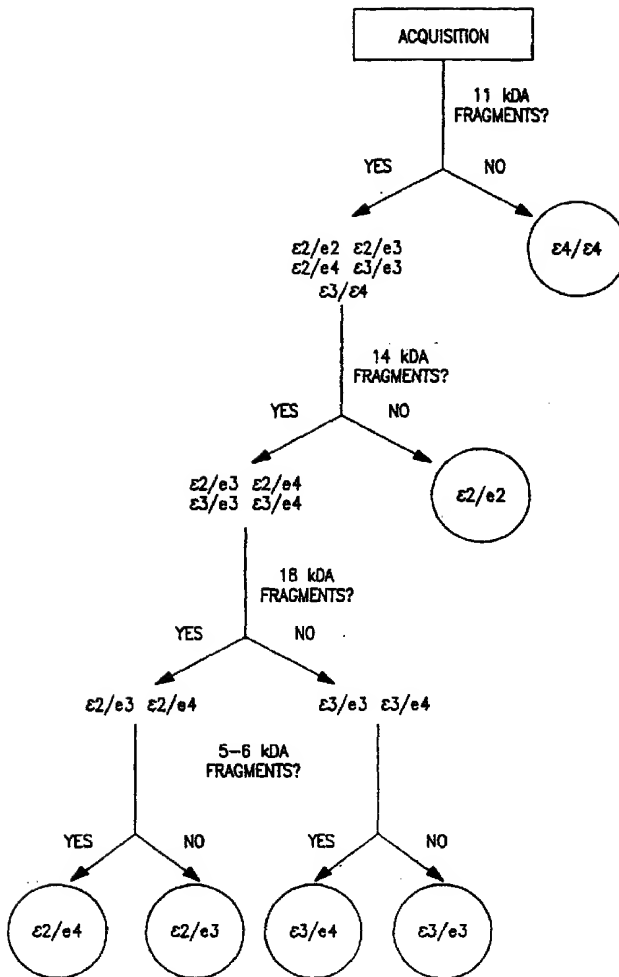 ACQUISITION
11 kDA
FRAGMENTS?
YES NO
ε2/e2 ε2/e3
ε2/e4 ε3/e3
ε3/ε4
ε4/ε4
14 kDA
FRAGMENTS?
YES NO
ε2/e3 ε2/e4
ε3/e3 ε3/e4
ε2/e2
18 kDA
FRAGMENTS?
YES NO
ε2/e3 ε2/e4 ε3/e3 ε3/e4
5-6 kDA
FRAGMENTS?
YES NO YES NO
ε2/e4 ε2/e3 ε3/e4 ε3/e3